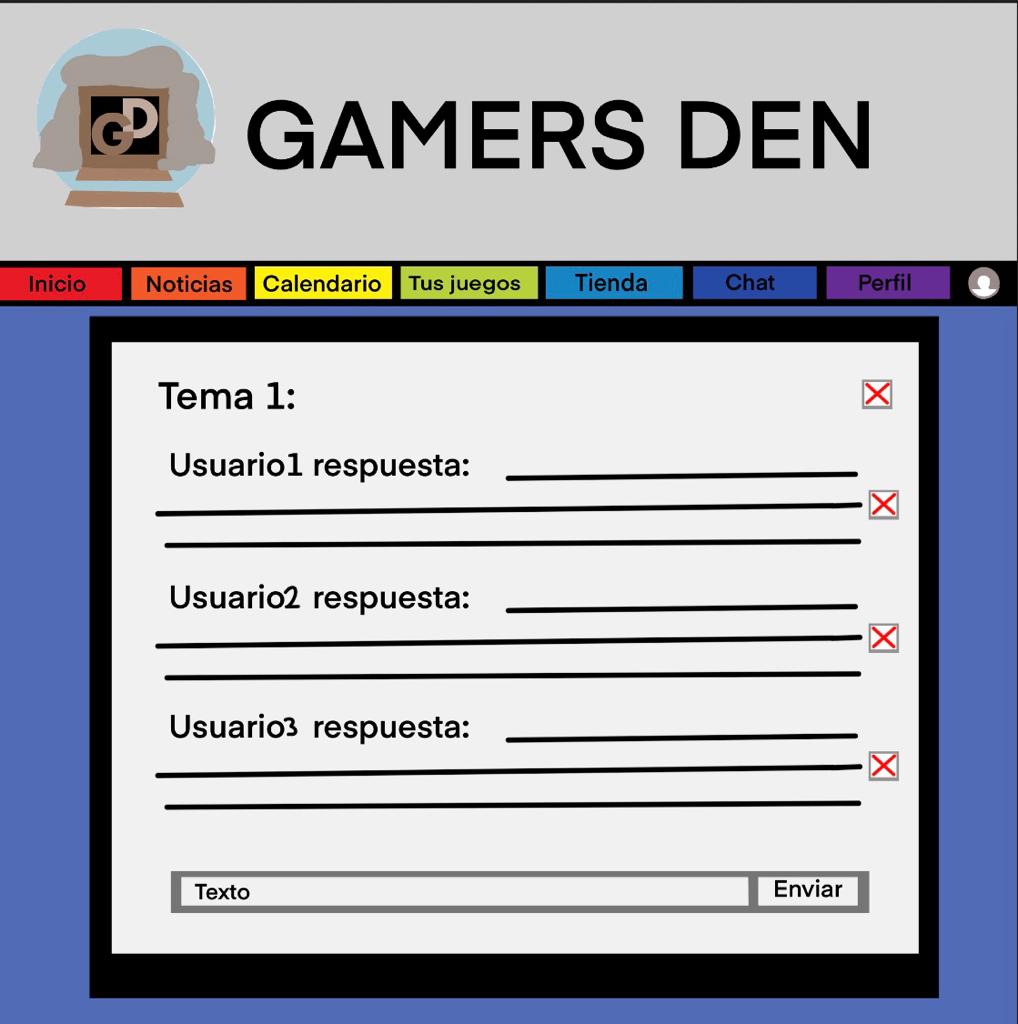 GD
GAMERS DEN
Inicio Noticias Calendario Tus juegos Tienda Chat Perfil
Tema 1:
Usuario1 respuesta:
Usuario2 respuesta:
Usuario3 respuesta:
Texto Enviar